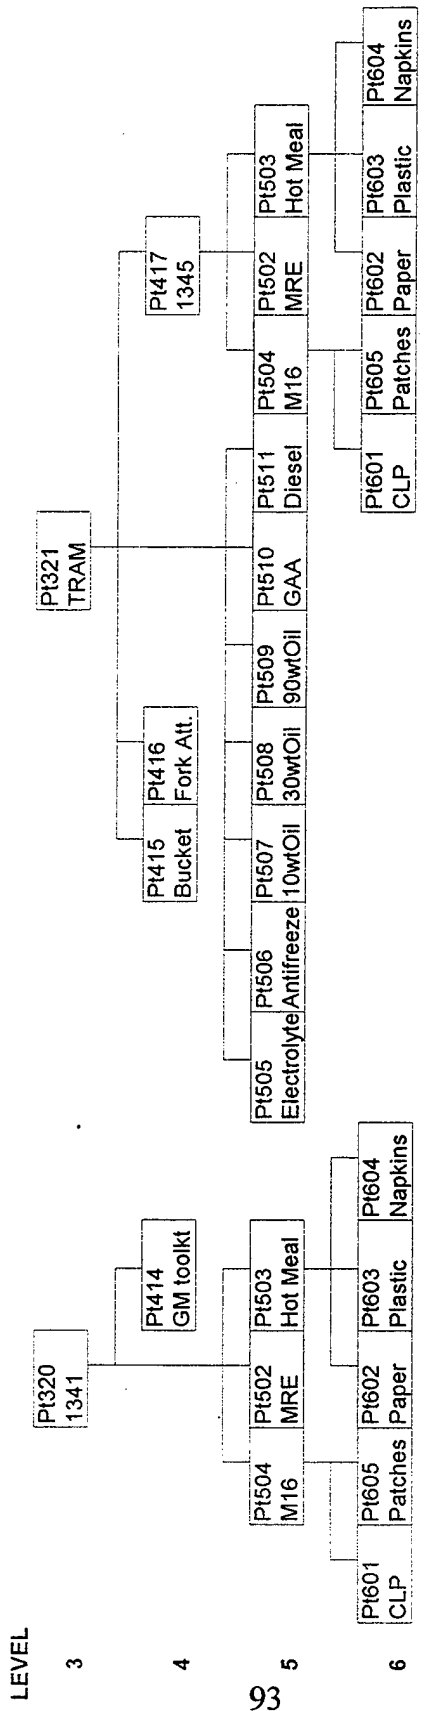 LEVEL
3
Pt320
1341
Pt321
TRAM
4
Pt414
GM toolkt
Pt415
Bucket
Pt416
Fork Att.
Pt417
1345
5
Pt504
M16
Pt502
MRE
Pt503
Hot Meal
Pt505
Electrolyte
Pt506
Antifreeze
Pt507
10wtOil
Pt508
30wtOil
Pt509
90wtOil
Pt510
GAA
Pt511
Diesel
Pt504
M16
Pt502
MRE
Pt503
Hot Meal
6
Pt601
CLP
Pt605
Patches
Pt602
Paper
Pt603
Plastic
Pt604
Napkins
Pt601
CLP
Pt605
Patches
Pt602
Paper
Pt603
Plastic
Pt604
Napkins
93